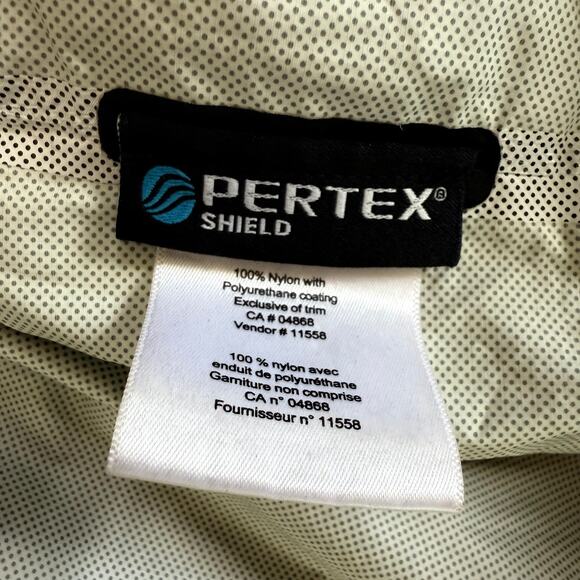 PERTEX®
SHIELD
100% Nylon with
Polyurethane coating
Exclusive of trim
CA # 04868
Vendor # 11558
100 % nylon avec
enduit de polyuréthane
Garniture non comprise
CA n° 04868
Fournisseur n° 11558